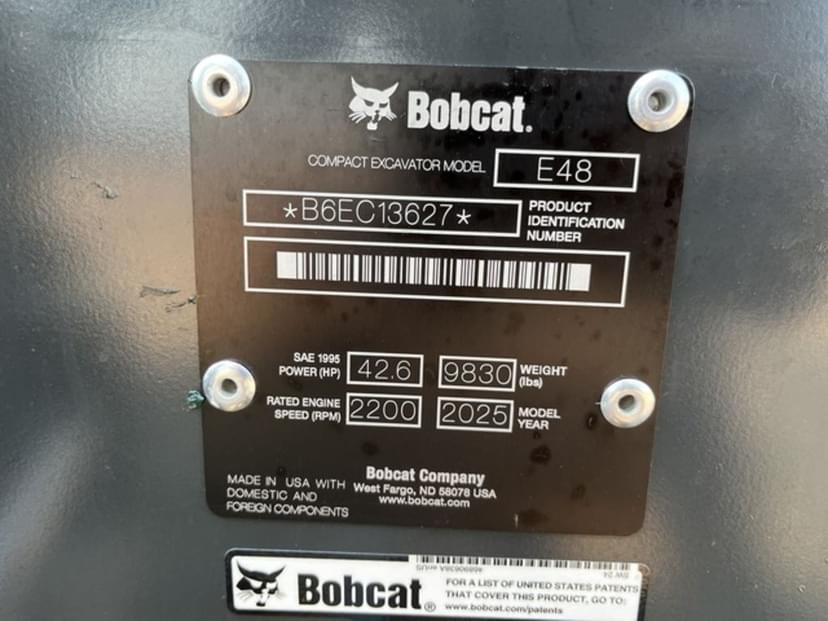 Bobcat.
COMPACT EXCAVATOR MODEL E48
*B6EC13627*
PRODUCT
IDENTIFICATION
NUMBER
SAE 1995
POWER (HP) 42.6
9830 WEIGHT
(lbs)
RATED ENGINE
SPEED (RPM) 2200
2025 MODEL
YEAR
MADE IN USA WITH
DOMESTIC AND
FOREIGN COMPONENTS
Bobcat Company
West Fargo, ND 58078 USA
www.bobcat.com
SW-24
Bobcat®
FOR A LIST OF UNITED STATES PATENTS
THAT COVER THIS PRODUCT, GO TO:
www.bobcat.com/patents